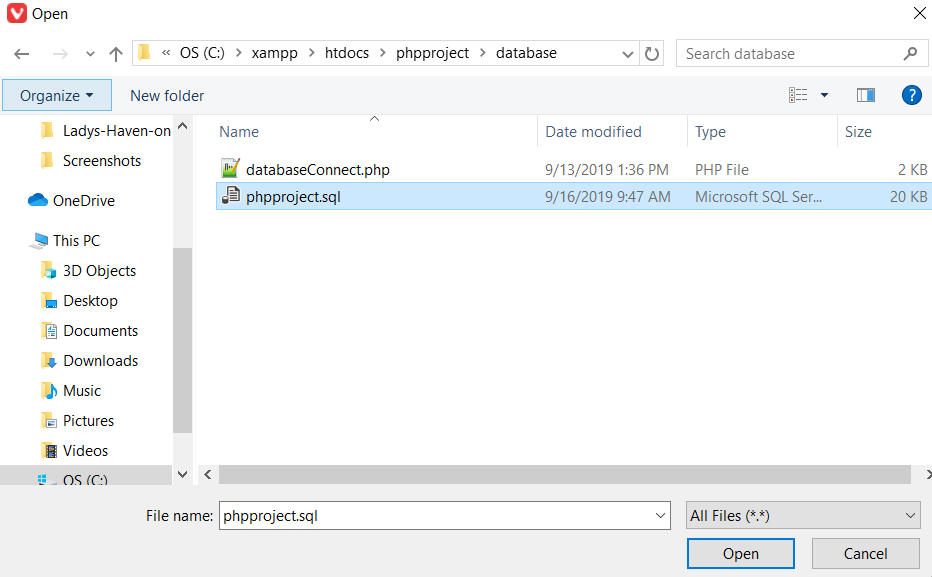 Open
« OS (C:) > xampp > htdocs > phpproject > database
Search database
Organize
New folder
?
Name Date modified Type Size
databaseConnect.php 9/13/2019 1:36 PM PHP File 2 KB
phpproject.sql 9/16/2019 9:47 AM Microsoft SQL Ser... 20 KB
Ladys-Haven-on
Screenshots
OneDrive
This PC
3D Objects
Desktop
Documents
Downloads
Music
Pictures
Videos
OS (C:)
File name: phpproject.sql All Files (*.*)
Open Cancel